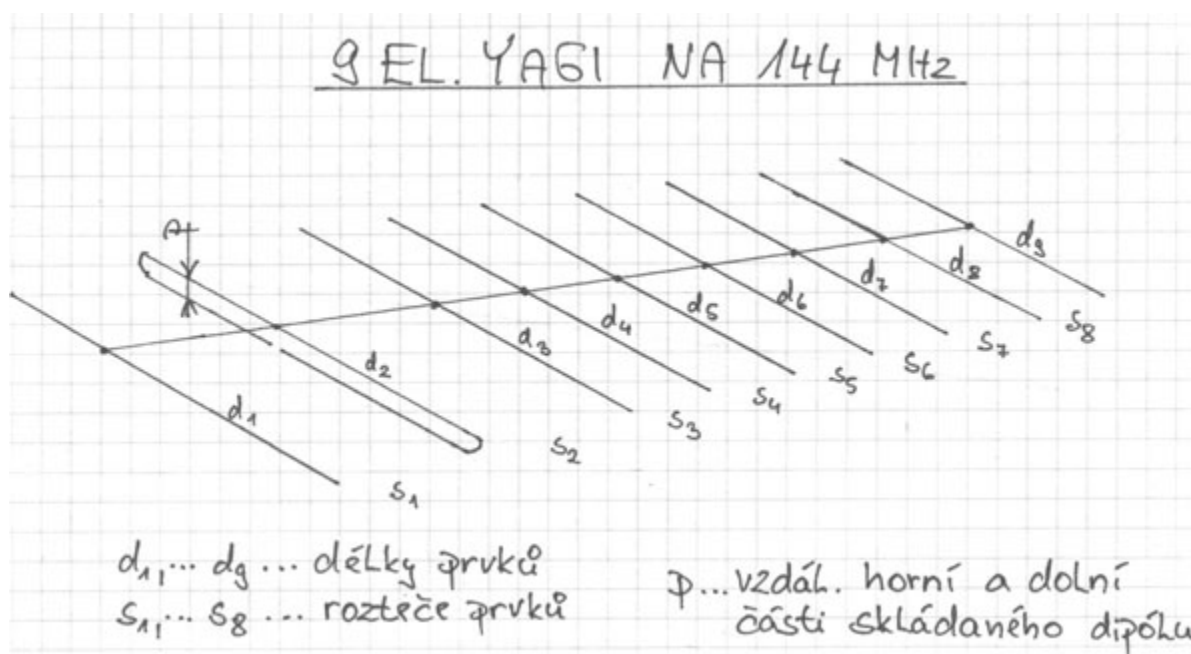 9 EL. YAGI NA 144 MHz
p
d1
d2
d3
d4
d5
d6
d7
d8
d9
s1
s2
s3
s4
s5
s6
s7
s8
d1,... d9 ... délky prvků
s1,... s8 ... rozteče prvků
p... vzdál. horní a dolní
části skládaného dipólu